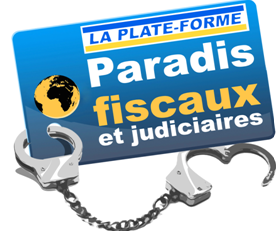 LA PLATE-FORME
Paradis
fiscaux
et judiciaires